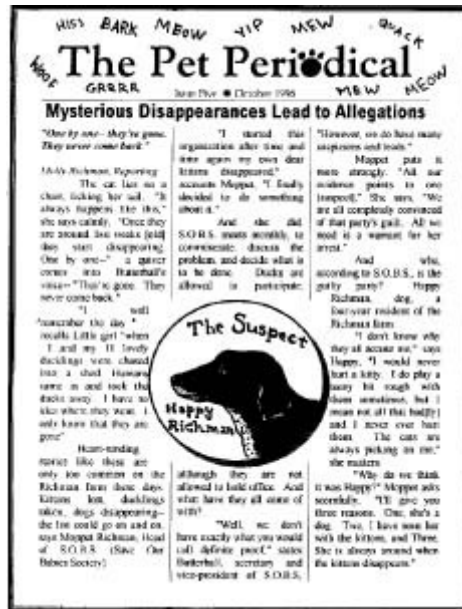 HISS BARK MEOW YIP MEW QUACK
WOOF The Pet Periodical MEOW
GRRRR MEW
Issue Five ● October 1996
Mysterious Disappearances Lead to Allegations
"One by one– they're gone.
They never come back."
Molly Richman, Reporting
The cat lies on a
chair, licking her tail. "It
always happens like this,"
she says calmly. "Once they
are around six weeks [old]
they start disappearing.
One by one–" a quiver
comes into Butterball's
voice– "They're gone. They
never come back."
"I well
remember the day "
recalls Little girl "when
I and my 11 lovely
ducklings were chased
into a shed Humans
came in and took the
ducks away. I have no
idea where they went. I
only know that they are
gone"
Heart-rending
stories like these are
only too common on the
Richman farm these days.
Kittens lost, ducklings
taken, dogs disappearing–
the list could go on and on,
says Moppet Richman, Head
of S.O.B.S. (Save Our
Babies Society)
"I started this
organization after time and
time again my own dear
kittens disappeared,"
accounts Moppet, "I finally
decided to do something
about it."
And she did.
S.O.B.S. meets monthly, to
communicate, discuss the
problem, and decide what is
to be done. Ducks are
allowed to participate,
The Suspect
Happy
Richman
although they are not
allowed to hold office. And
what have they all come of
with?
"Well, we don't
have exactly what you would
call definite proof," states
Butterball, secretary and
vice-president of S.O.B.S,
"However, we do have many
suspicions and leads."
Moppet puts it
more strongly. "All our
evidence points to one
[suspect]," She says, "We
are all completely convinced
of that party's guilt. All we
need is a warrant for her
arrest."
And who,
according to S.O.B.S., is the
guilty party? Happy
Richman, dog, a
four-year resident of the
Richman farm
"I don't know why
they all accuse me," says
Happy, "I would never
hurt a kitty. I do play a
teeny bit rough with
them sometimes, but I
mean not all that bad[ly]
and I never ever hurt
them. The cats are
always picking on me,"
she mutters
"Why do we think
it was Happy?" Moppet asks
scornfully. "I'll give you
three reasons. One, she's a
dog. Two, I have seen her
with the kittens, and Three,
She is always around when
the kittens disappear."